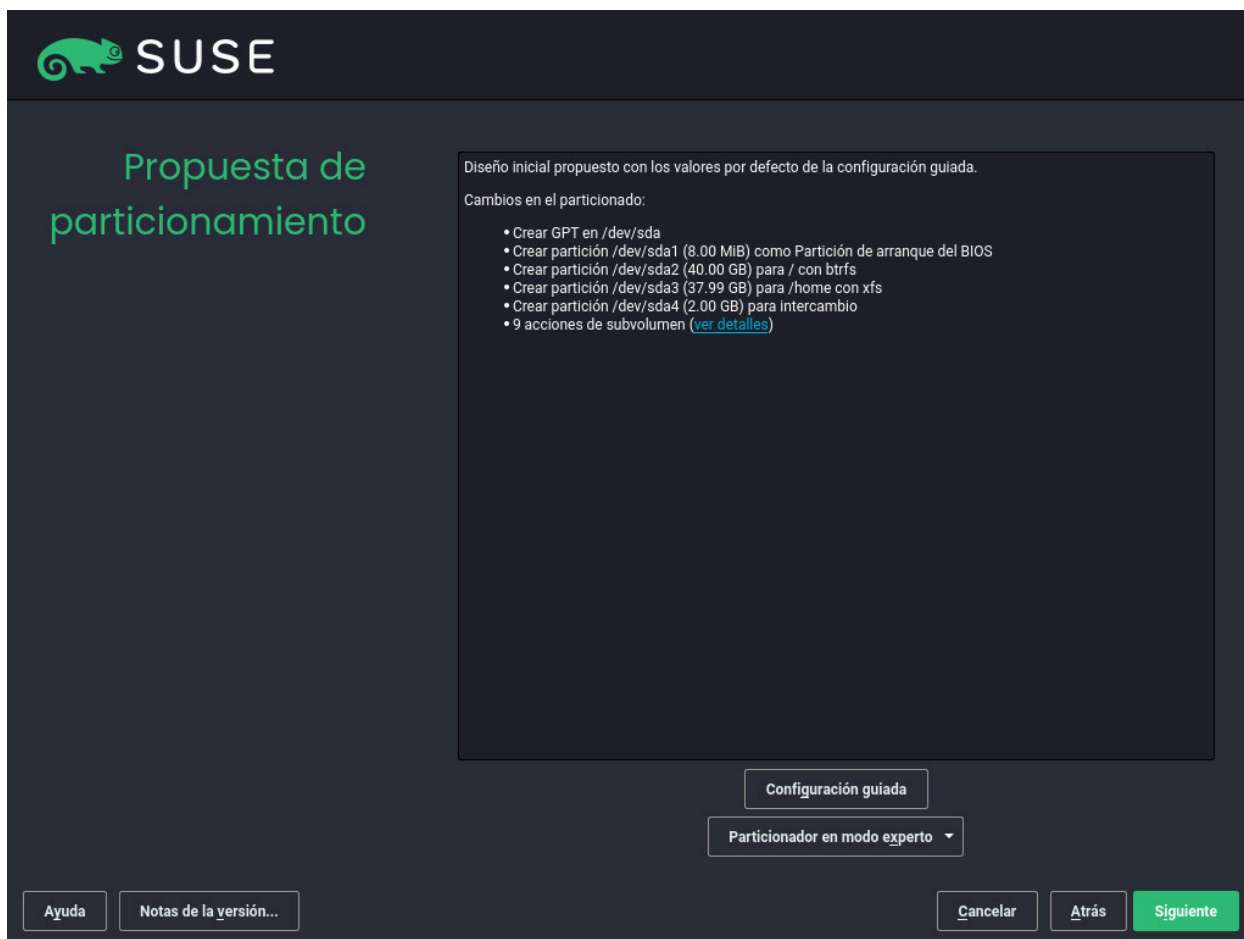 SUSE
Propuesta de
particionamiento
Diseño inicial propuesto con los valores por defecto de la configuración guiada.
Cambios en el particionado:
• Crear GPT en /dev/sda
• Crear partición /dev/sda1 (8.00 MiB) como Partición de arranque del BIOS
• Crear partición /dev/sda2 (40.00 GB) para / con btrfs
• Crear partición /dev/sda3 (37.99 GB) para /home con xfs
• Crear partición /dev/sda4 (2.00 GB) para intercambio
• 9 acciones de subvolumen (ver detalles)
Configuración guiada
Particionador en modo experto
Ayuda Notas de la versión... Cancelar Atrás Siguiente